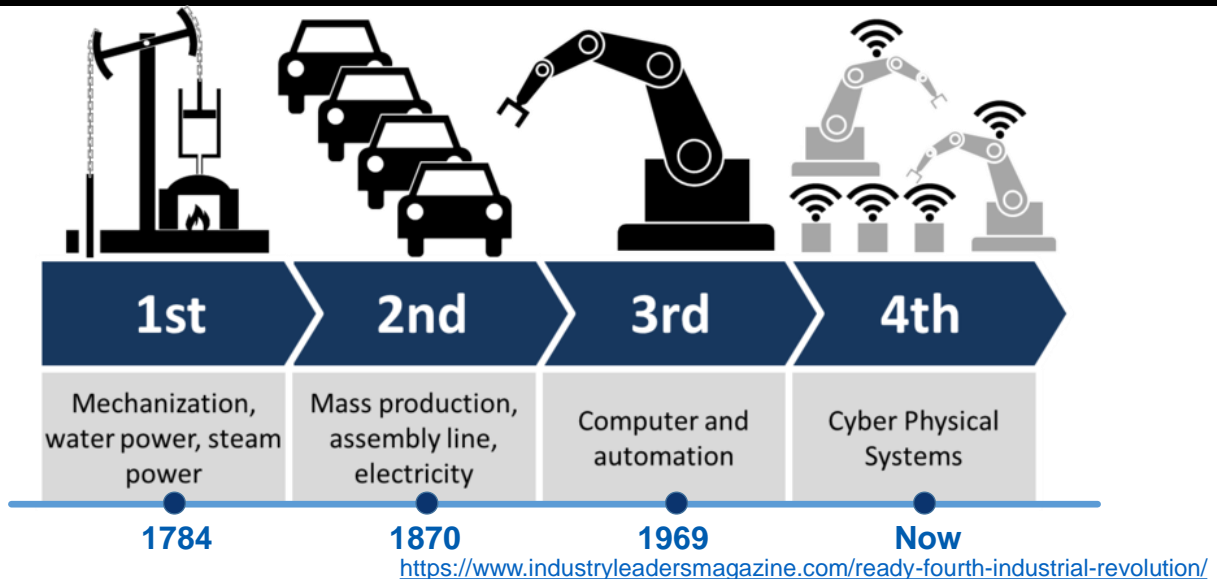 1st
2nd
3rd
4th
Mechanization,
water power, steam
power
Mass production,
assembly line,
electricity
Computer and
automation
Cyber Physical
Systems
1784
1870
1969
Now
https://www.industryleadersmagazine.com/ready-fourth-industrial-revolution/